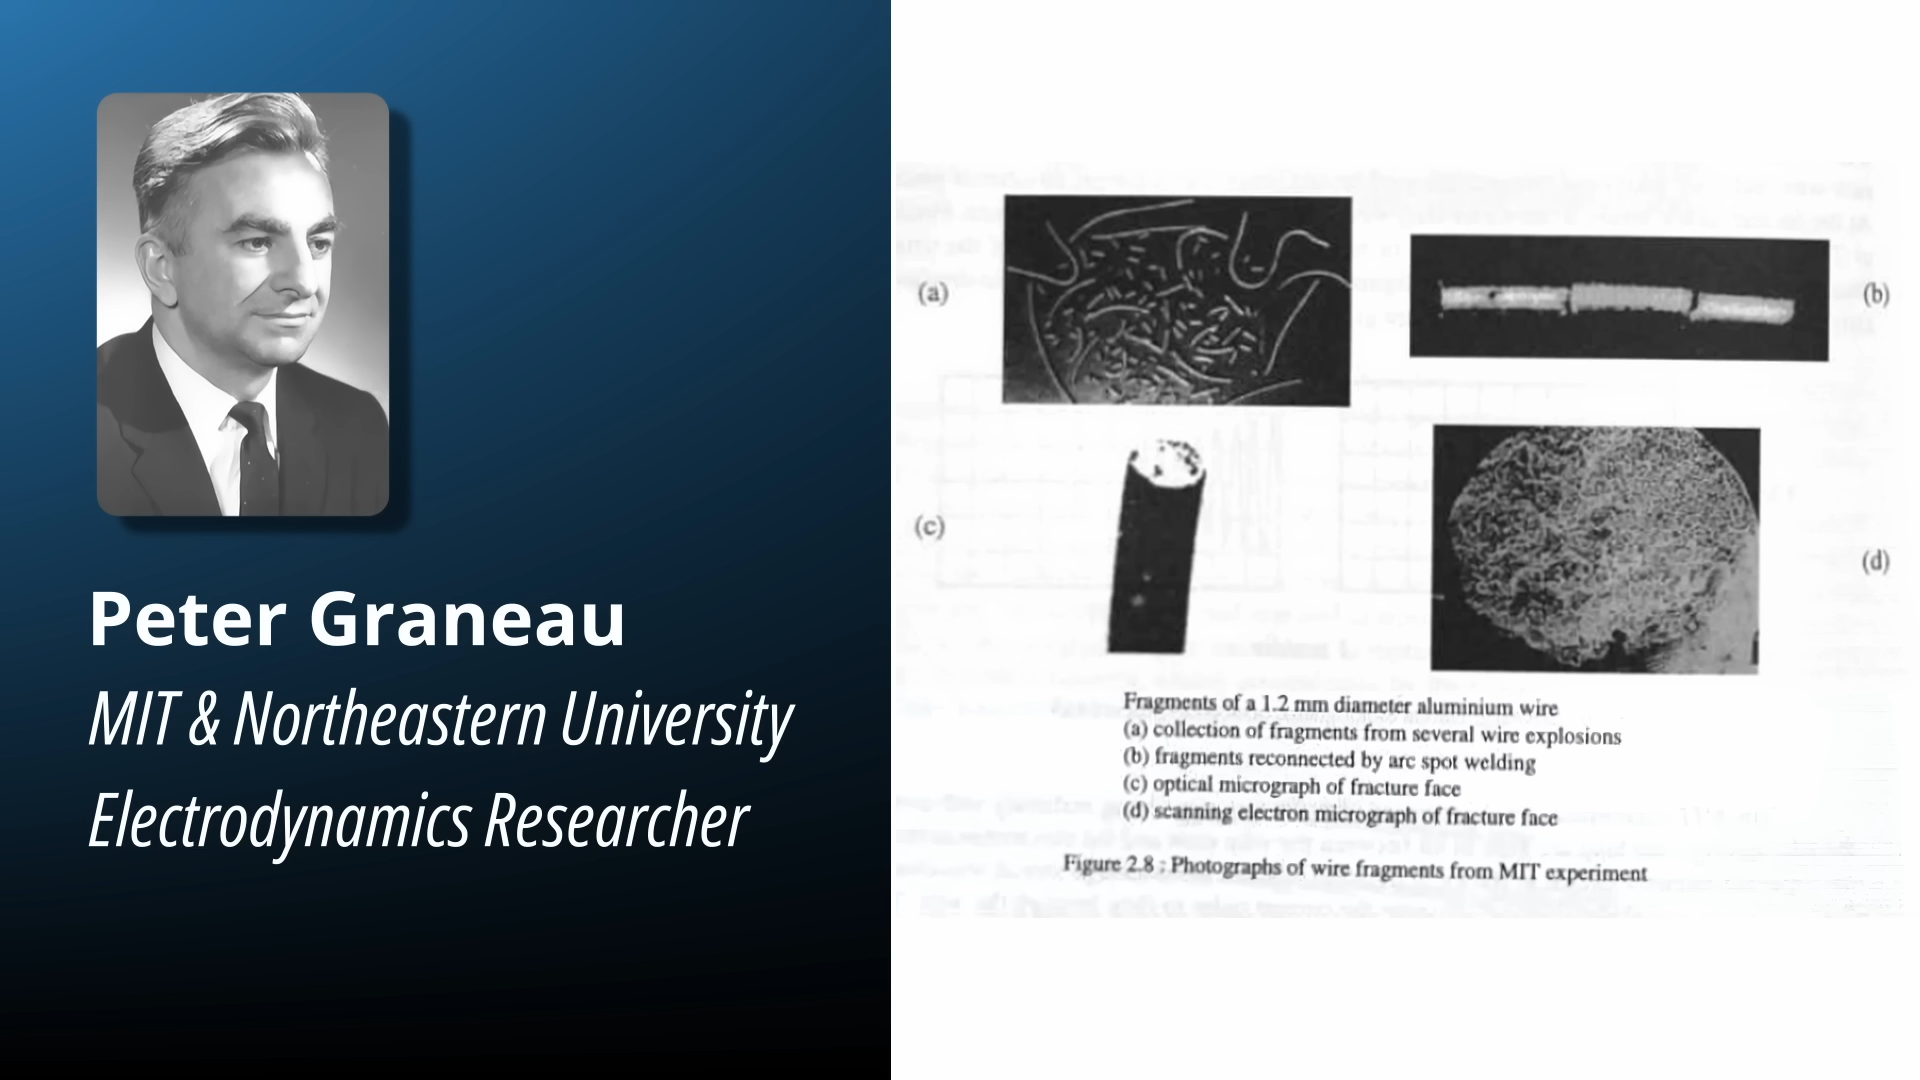 Peter Graneau
MIT & Northeastern University
Electrodynamics Researcher
(a)
(b)
(c)
(d)
Fragments of a 1.2 mm diameter aluminium wire
(a) collection of fragments from several wire explosions
(b) fragments reconnected by arc spot welding
(c) optical micrograph of fracture face
(d) scanning electron micrograph of fracture face
Figure 2.8 : Photographs of wire fragments from MIT experiment